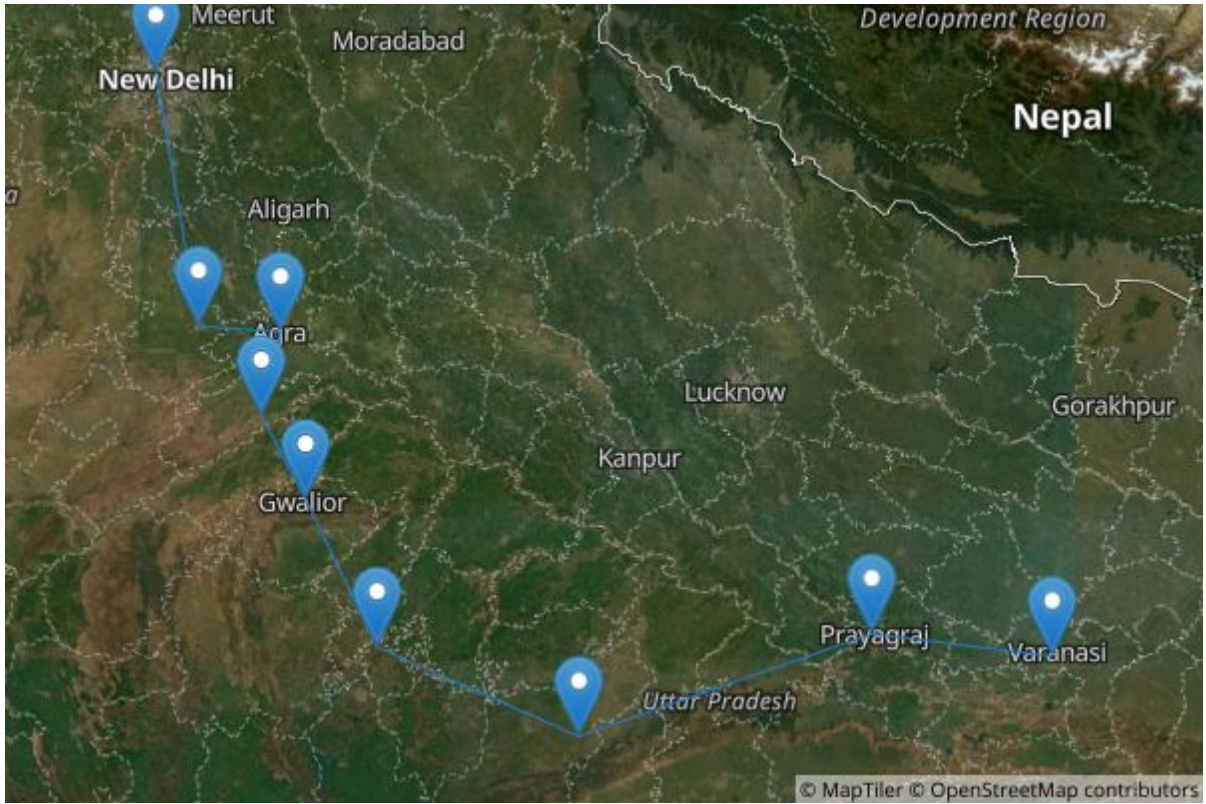 Meerut
Development Region
Moradabad
New Delhi
Nepal
a
Aligarh
Agra
Lucknow
Gorakhpur
Kanpur
Gwalior
Prayagraj
Varanasi
Uttar Pradesh
© MapTiler © OpenStreetMap contributors